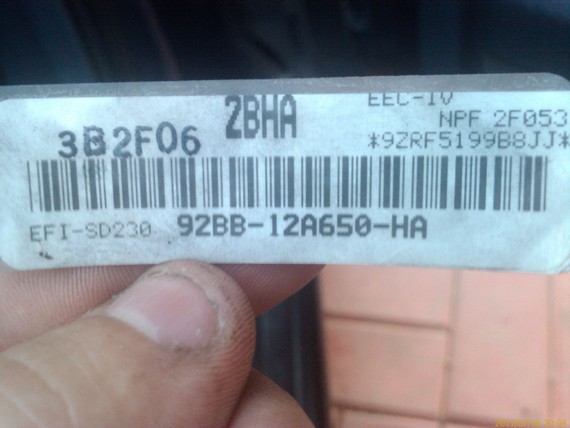 EEC-IV
2BHA
NPF 2F053
3B2F06
*9ZRF5199B8JJ*
EFI-SD230 92BB-12A650-HA